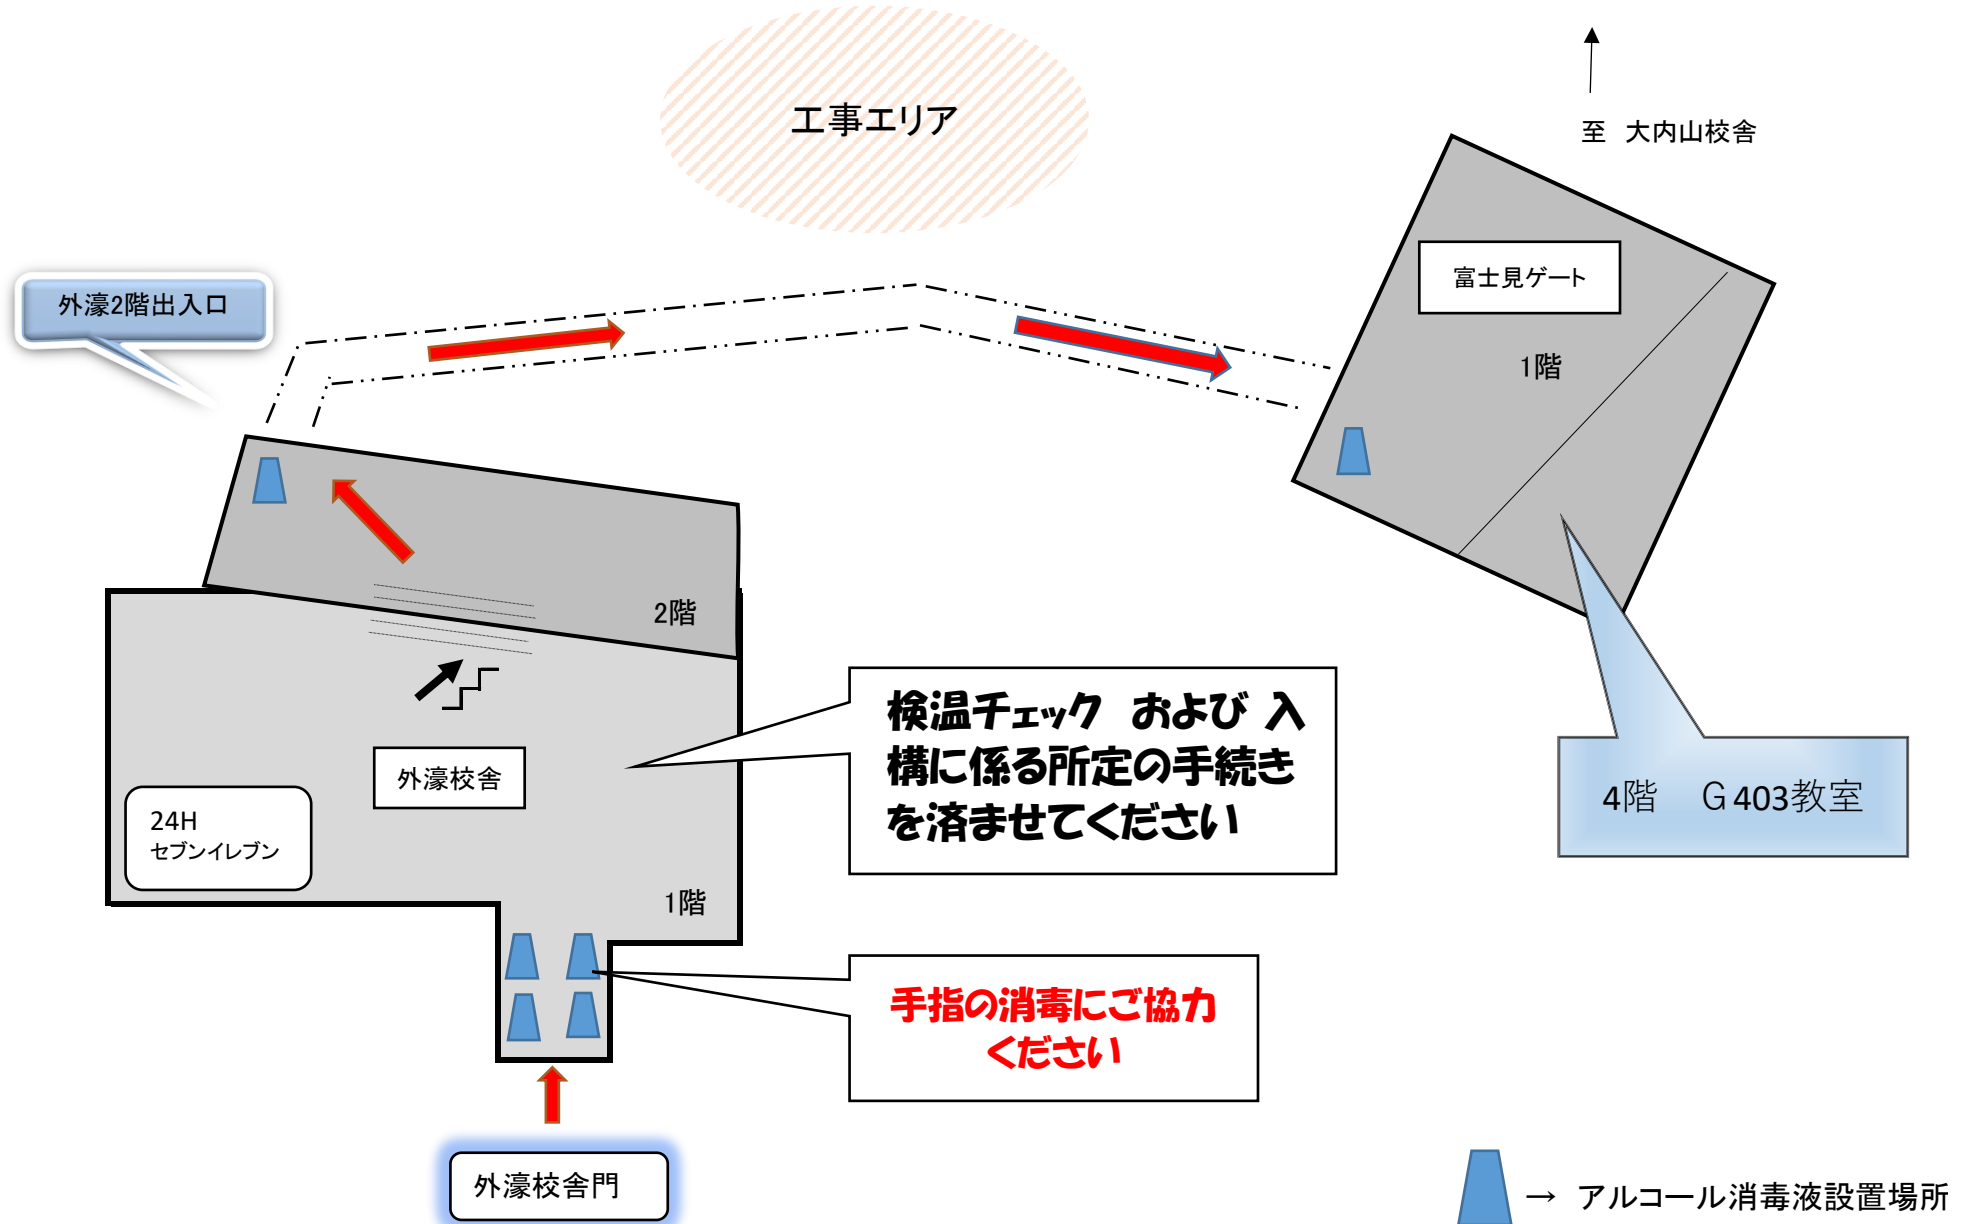 工事エリア
至 大内山校舎
富士見ゲート
外濠2階出入口
1階
2階
検温チェック および 入
構に係る所定の手続き
を済ませてください
外濠校舎
4階 G403教室
24H
セブンイレブン
1階
手指の消毒にご協力
ください
外濠校舎門
→ アルコール消毒液設置場所